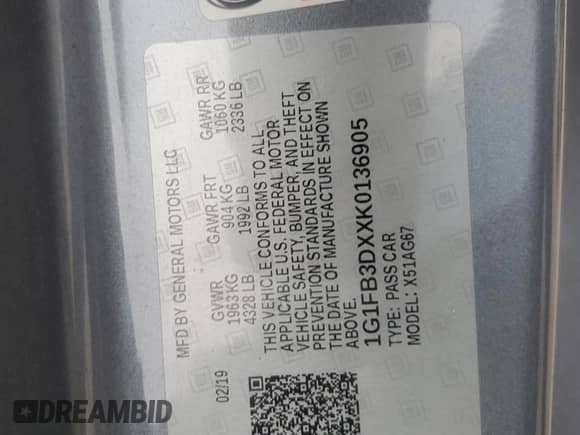 MFD BY GENERAL MOTORS LLC
02/19
GVWR GAWR FRT GAWR RR
1963 KG 904 KG 1060 KG
4328 LB 1992 LB 2336 LB
THIS VEHICLE CONFORMS TO ALL
APPLICABLE U.S. FEDERAL MOTOR
VEHICLE SAFETY, BUMPER, AND THEFT
PREVENTION STANDARDS IN EFFECT ON
THE DATE OF MANUFACTURE SHOWN
ABOVE.
1G1FB3DXXK0136905
TYPE: PASS CAR
MODEL: X51AG67
DREAMBID